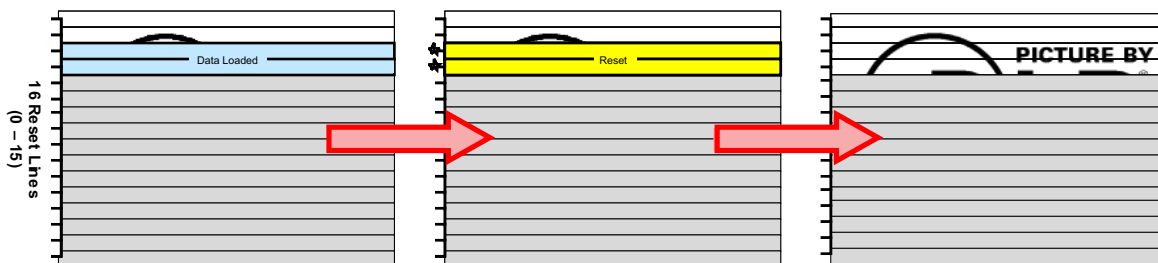 16 Reset Lines
(0 – 15)
Data Loaded
Reset
PICTURE BY
®